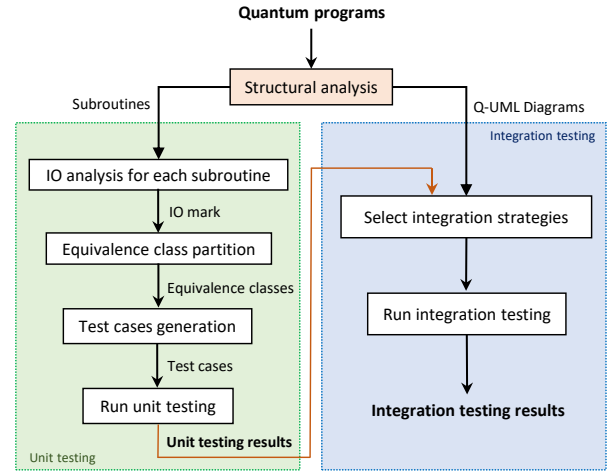 Quantum programs
Structural analysis
Subroutines
Q-UML Diagrams
Integration testing
IO analysis for each subroutine
IO mark
Select integration strategies
Equivalence class partition
Equivalence classes
Test cases generation
Run integration testing
Test cases
Run unit testing
Integration testing results
Unit testing results
Unit testing